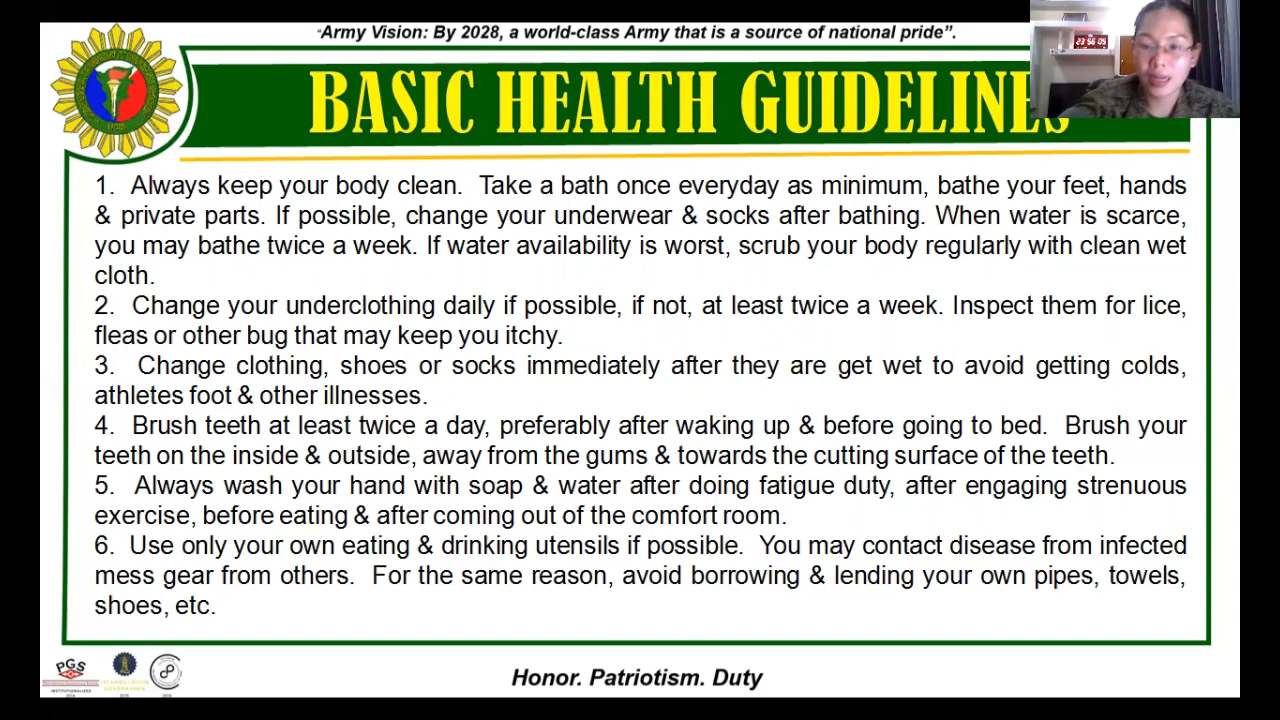 “Army Vision: By 2028, a world-class Army that is a source of national pride”.
BASIC HEALTH GUIDELINES
23 56 05
1. Always keep your body clean. Take a bath once everyday as minimum, bathe your feet, hands
& private parts. If possible, change your underwear & socks after bathing. When water is scarce,
you may bathe twice a week. If water availability is worst, scrub your body regularly with clean wet
cloth.
2. Change your underclothing daily if possible, if not, at least twice a week. Inspect them for lice,
fleas or other bug that may keep you itchy.
3. Change clothing, shoes or socks immediately after they are get wet to avoid getting colds,
athletes foot & other illnesses.
4. Brush teeth at least twice a day, preferably after waking up & before going to bed. Brush your
teeth on the inside & outside, away from the gums & towards the cutting surface of the teeth.
5. Always wash your hand with soap & water after doing fatigue duty, after engaging strenuous
exercise, before eating & after coming out of the comfort room.
6. Use only your own eating & drinking utensils if possible. You may contact disease from infected
mess gear from others. For the same reason, avoid borrowing & lending your own pipes, towels,
shoes, etc.
PGS
INSTITUTIONALIZED
Honor. Patriotism. Duty